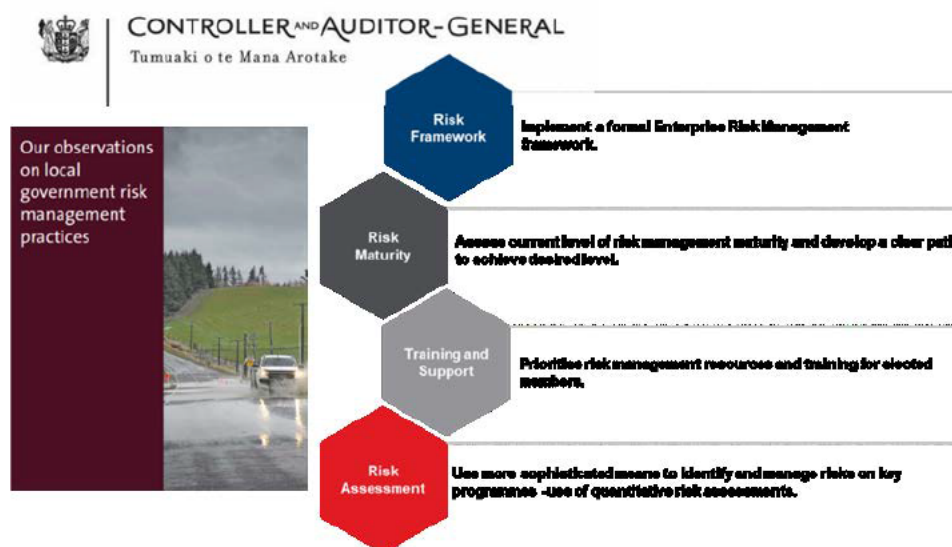 CONTROLLER AND AUDITOR-GENERAL
Tumuaki o te Mana Arotake
Our observations
on local
government risk
management
practices
Risk
Framework
Implement a formal Enterprise Risk Management
framework.
Risk
Maturity
Assess current level of risk management maturity and develop a clear pat
to achieve desired level.
Training and
Support
Prioritise risk management resources and training for elected
members.
Risk
Assessment
Use more sophisticated means to identify and manage risks on key
programmes -use of quantitative risk assessments.